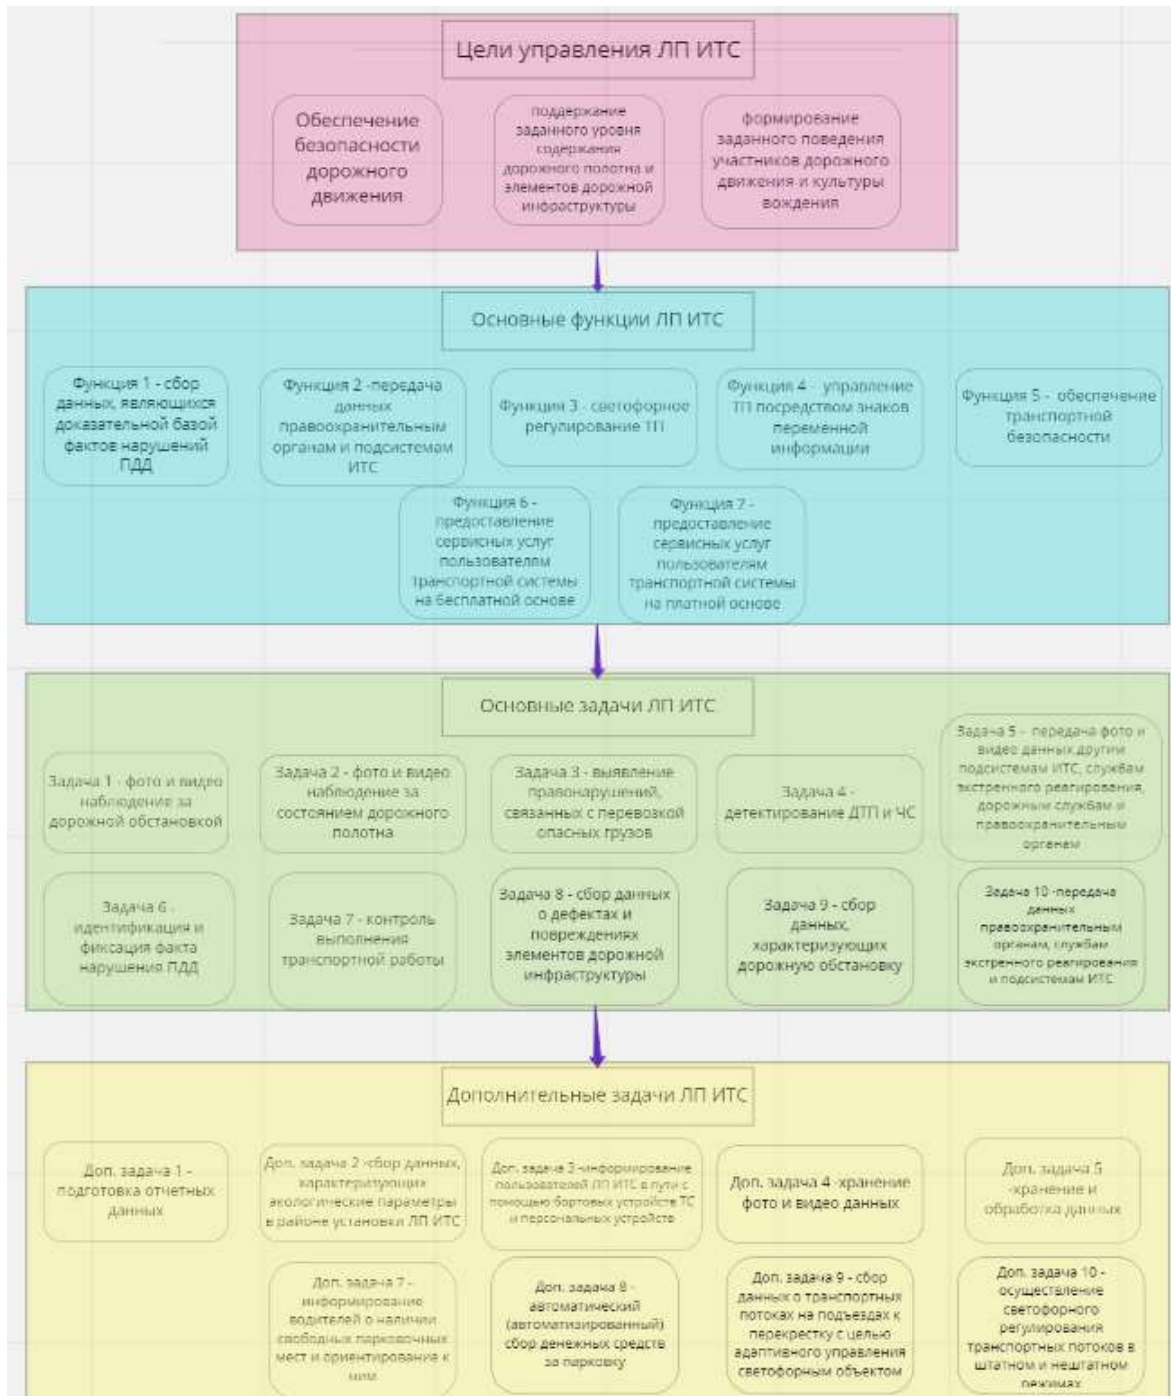 Цели управления ЛП ИТС
Обеспечение
безопасности
дорожного
движения
поддержание
заданного уровня
содержания
дорожного полотна и
элементов дорожной
инфраструктуры
формирование
заданного поведения
участников дорожного
движения и культуры
вождения
Основные функции ЛП ИТС
Функция 1 - сбор
данных, являющихся
доказательной базой
фактов нарушений
ПДД
Функция 2 -передача
данных
правоохранительным
органам и подсистемам
ИТС
Функция 3 - светофорное
регулирование ТП
Функция 4 - управление
ТП посредством знаков
переменной
информации
Функция 5 - обеспечение
транспортной
безопасности
Функция 6 -
предоставление
сервисных услуг
пользователям
транспортной системы
на бесплатной основе
Функция 7 -
предоставление
сервисных услуг
пользователям
транспортной системы
на платной основе
Основные задачи ЛП ИТС
Задача 1 - фото и видео
наблюдение за
дорожной обстановкой
Задача 2 - фото и видео
наблюдение за
состоянием дорожного
полотна
Задача 3 - выявление
правонарушений,
связанных с перевозкой
опасных грузов
Задача 4 -
детектирование ДТП и ЧС
Задача 5 - передача фото и
видео данных другим
подсистемам ИТС, службам
экстренного реагирования,
дорожным службам и
правоохранительным
органам
Задача 6 -
идентификация и
фиксация факта
нарушения ПДД
Задача 7 - контроль
выполнения
транспортной работы
Задача 8 - сбор данных
о дефектах и
повреждениях
элементов дорожной
инфраструктуры
Задача 9 - сбор
данных,
характеризующих
дорожную обстановку
Задача 10 -передача
данных
правоохранительным
органам, службам
экстренного реагирования
и подсистемам ИТС
Дополнительные задачи ЛП ИТС
Доп. задача 1 -
подготовка отчетных
данных
Доп. задача 2 -сбор данных,
характеризующих
экологические параметры
в районе установки ЛП ИТС
Доп. задача 3 -информирование
пользователей ЛП ИТС в пути с
помощью бортовых устройств ТС
и персональных устройств
Доп. задача 4 -хранение
фото и видео данных
Доп. задача 5
-хранение и
обработка данных
Доп. задача 7 -
информирование
водителей о наличии
свободных парковочных
мест и ориентирование к
ним
Доп. задача 8 -
автоматический
(автоматизированный)
сбор денежных средств
за парковку
Доп. задача 9 - сбор
данных о транспортных
потоках на подъездах к
перекрестку с целью
адаптивного управления
светофорным объектом
Доп. задача 10 -
осуществление
светофорного
регулирования
транспортных потоков в
штатном и нештатном
режимах